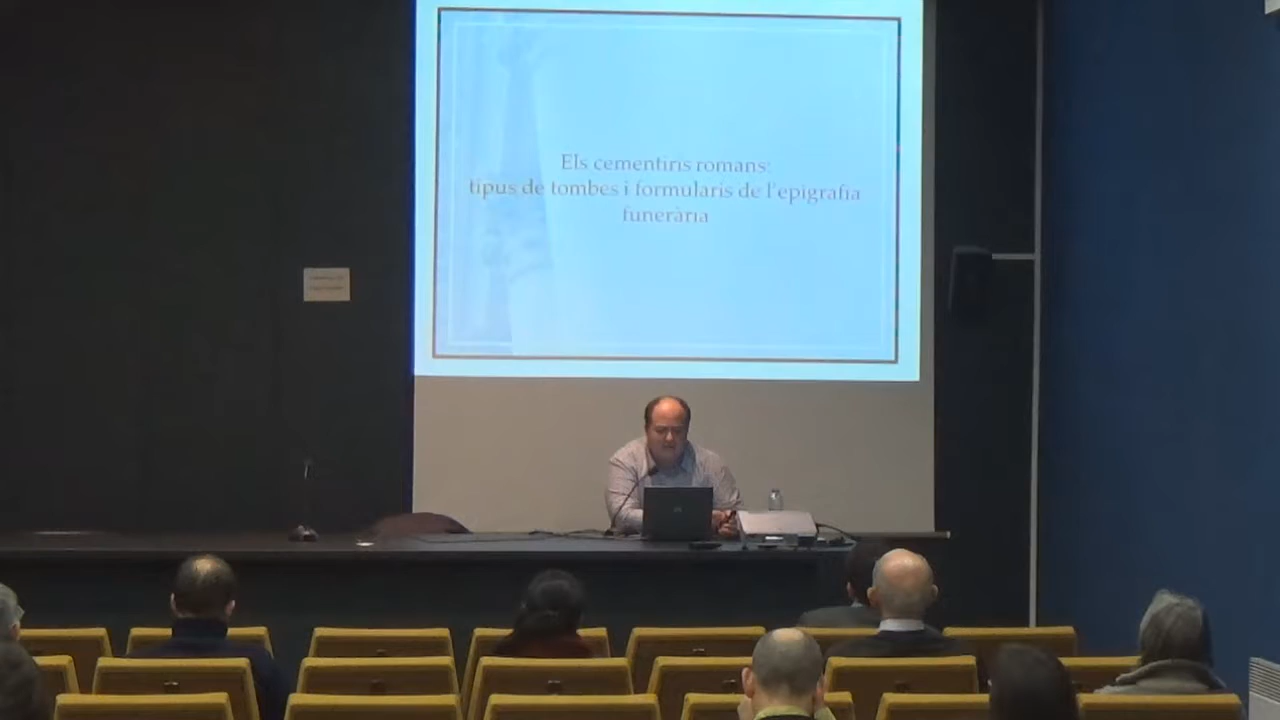 Els cementiris romans:
tipus de tombes i formularis de l'epigrafia
funerària